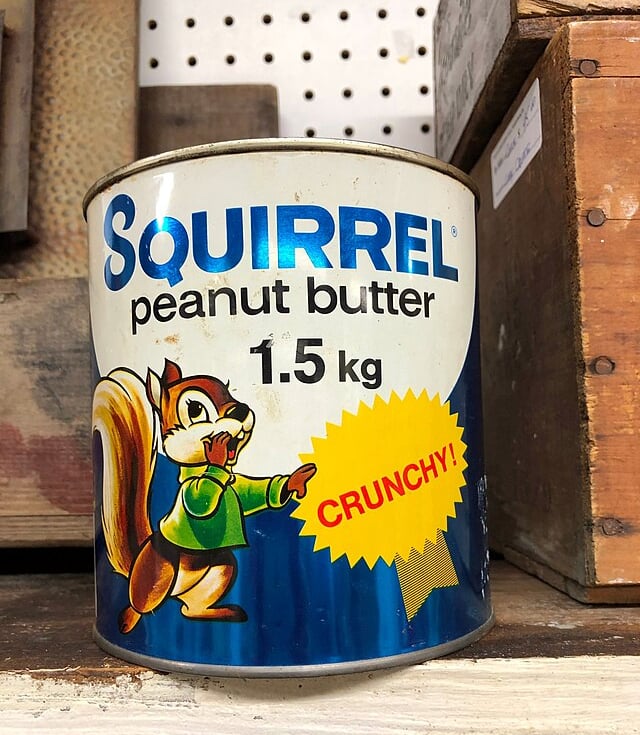 SQUIRREL®
peanut butter
1.5 kg
CRUNCHY!